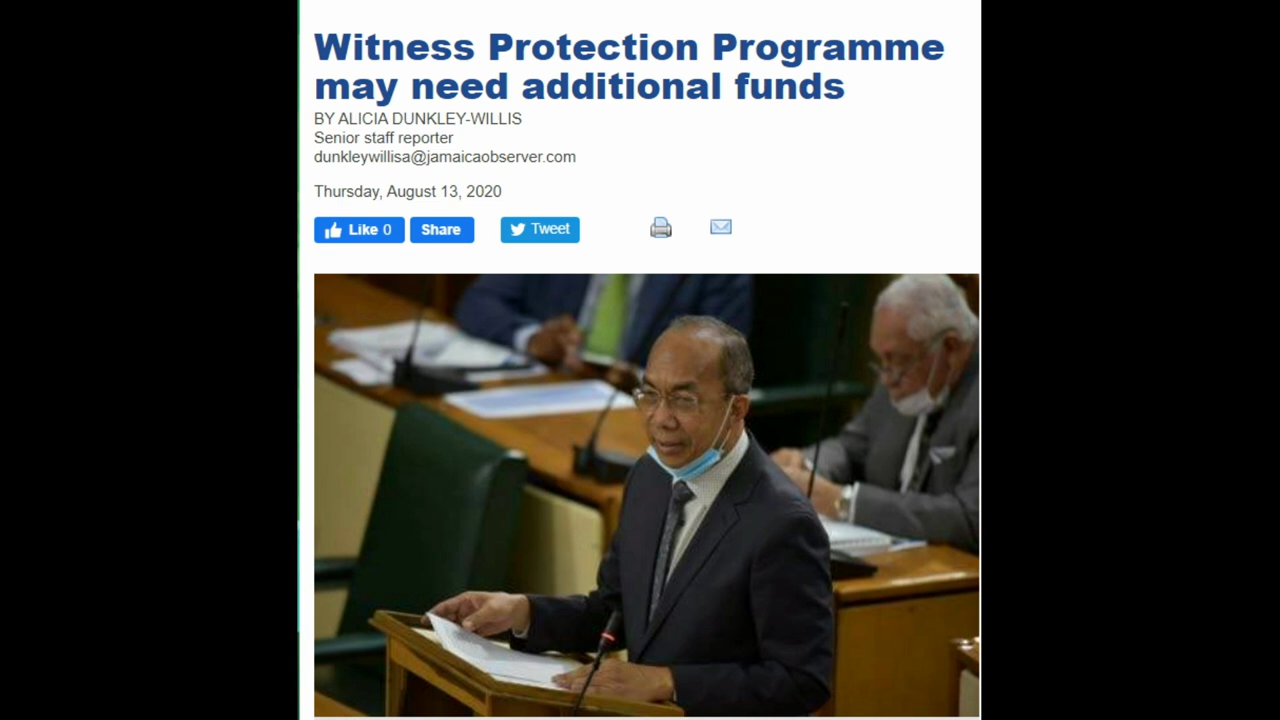 Witness Protection Programme
may need additional funds
BY ALICIA DUNKLEY-WILLIS
Senior staff reporter
dunkleywillisa@jamaicaobserver.com
Thursday, August 13, 2020
Like 0 Share Tweet